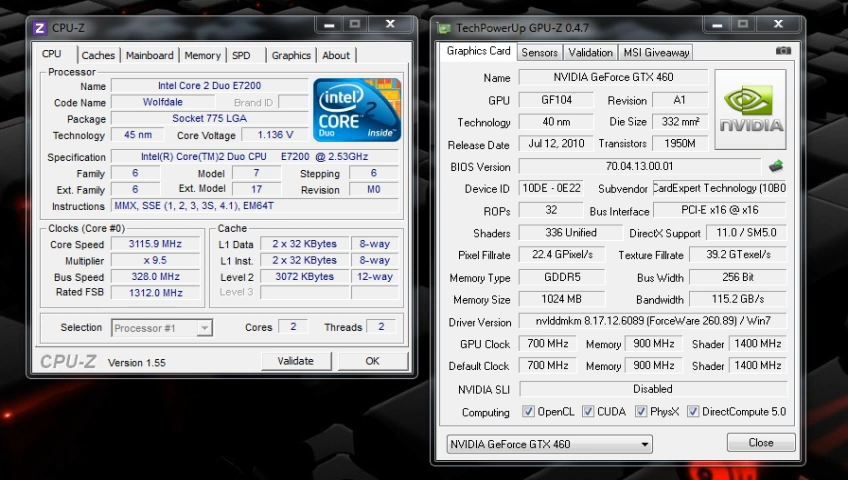 CPU-Z
CPU Caches Mainboard Memory SPD Graphics About
Processor
Name Intel Core 2 Duo E7200
Code Name Wolfdale Brand ID
Package Socket 775 LGA
Technology 45 nm Core Voltage 1.136 V
intel CORE 2 Duo inside™
Specification Intel(R) Core(TM)2 Duo CPU E7200 @ 2.53GHz
Family 6 Model 7 Stepping 6
Ext. Family 6 Ext. Model 17 Revision M0
Instructions MMX, SSE (1, 2, 3, 3S, 4.1), EM64T
Clocks (Core #0)
Core Speed 3115.9 MHz
Multiplier x 9.5
Bus Speed 328.0 MHz
Rated FSB 1312.0 MHz
Cache
L1 Data 2 x 32 KBytes 8-way
L1 Inst. 2 x 32 KBytes 8-way
Level 2 3072 KBytes 12-way
Level 3
Selection Processor #1 Cores 2 Threads 2
CPU-Z Version 1.55 Validate OK
TechPowerUp GPU-Z 0.4.7
Graphics Card Sensors Validation MSI Giveaway
Name NVIDIA GeForce GTX 460
GPU GF104 Revision A1
Technology 40 nm Die Size 332 mm²
Release Date Jul 12, 2010 Transistors 1950M
NVIDIA
BIOS Version 70.04.13.00.01
Device ID 10DE - 0E22 Subvendor CardExpert Technology (10B0
ROPs 32 Bus Interface PCI-E x16 @ x16
Shaders 336 Unified DirectX Support 11.0 / SM5.0
Pixel Fillrate 22.4 GPixel/s Texture Fillrate 39.2 GTexel/s
Memory Type GDDR5 Bus Width 256 Bit
Memory Size 1024 MB Bandwidth 115.2 GB/s
Driver Version nvlddmkm 8.17.12.6089 (ForceWare 260.89) / Win7
GPU Clock 700 MHz Memory 900 MHz Shader 1400 MHz
Default Clock 700 MHz Memory 900 MHz Shader 1400 MHz
NVIDIA SLI Disabled
Computing OpenCL CUDA PhysX DirectCompute 5.0
NVIDIA GeForce GTX 460 Close